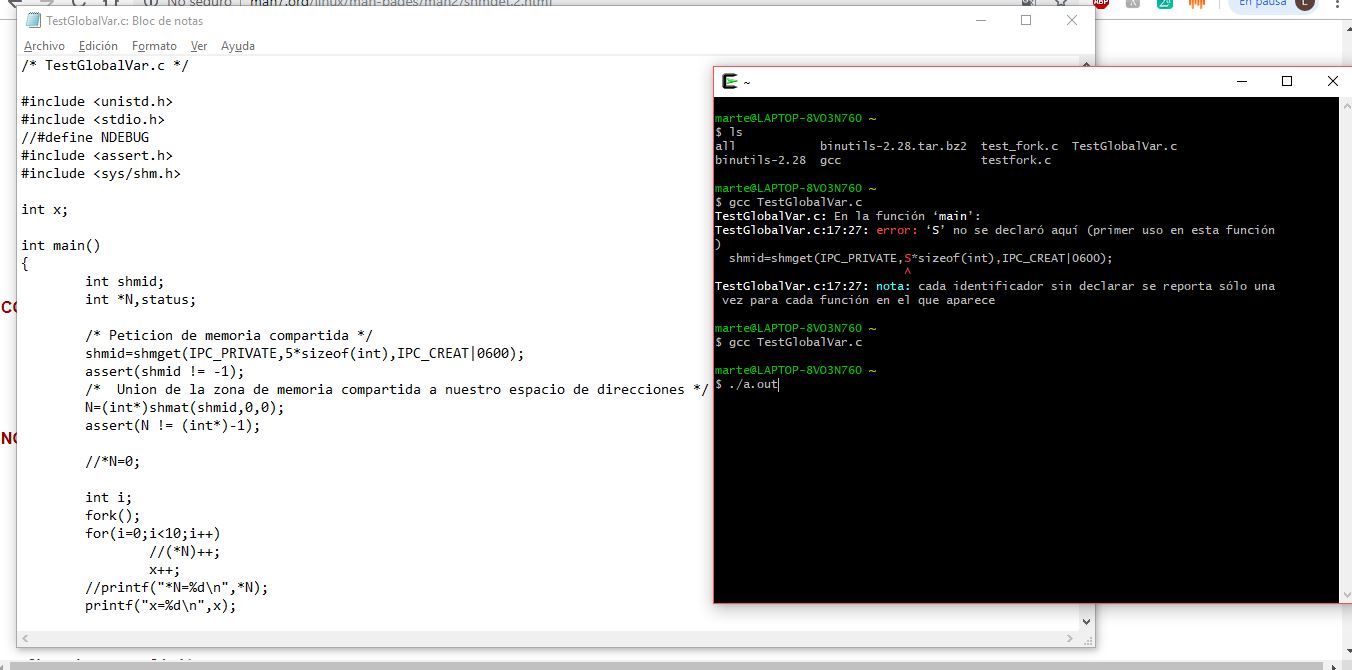 No seguro | man7.org/linux/man-pages/man2/shmget.2.html
ABP
En pausa
L
TestGlobalVar.c: Bloc de notas
Archivo Edición Formato Ver Ayuda
/* TestGlobalVar.c */
#include <unistd.h>
#include <stdio.h>
//#define NDEBUG
#include <assert.h>
#include <sys/shm.h>
int x;
int main()
{
int shmid;
int *N,status;
/* Peticion de memoria compartida */
shmid=shmget(IPC_PRIVATE,5*sizeof(int),IPC_CREAT|0600);
assert(shmid != -1);
/*  Union de la zona de memoria compartida a nuestro espacio de direcciones */
N=(int*)shmat(shmid,0,0);
assert(N != (int*)-1);
//*N=0;
int i;
fork();
for(i=0;i<10;i++)
//(*N)++;
x++;
//printf("*N=%d\n",*N);
printf("x=%d\n",x);
~
marte@LAPTOP-8VO3N760 ~
$ ls
all binutils-2.28.tar.bz2 test_fork.c TestGlobalVar.c
binutils-2.28 gcc testfork.c
marte@LAPTOP-8VO3N760 ~
$ gcc TestGlobalVar.c
TestGlobalVar.c: En la función ‘main’:
TestGlobalVar.c:17:27: error: ‘S’ no se declaró aquí (primer uso en esta función
)
shmid=shmget(IPC_PRIVATE,S*sizeof(int),IPC_CREAT|0600);
^
TestGlobalVar.c:17:27: nota: cada identificador sin declarar se reporta sólo una
vez para cada función en el que aparece
marte@LAPTOP-8VO3N760 ~
$ gcc TestGlobalVar.c
marte@LAPTOP-8VO3N760 ~
$ ./a.out